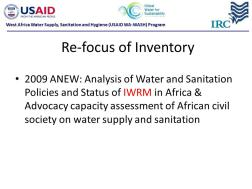 USAID
FROM THE AMERICAN PEOPLE
Global
Water for
Sustainability
IRC
West Africa Water Supply, Sanitation and Hygiene (USAID WA-WASH) Program
Re-focus of Inventory
• 2009 ANEW: Analysis of Water and Sanitation
Policies and Status of IWRM in Africa &
Advocacy capacity assessment of African civil
society on water supply and sanitation